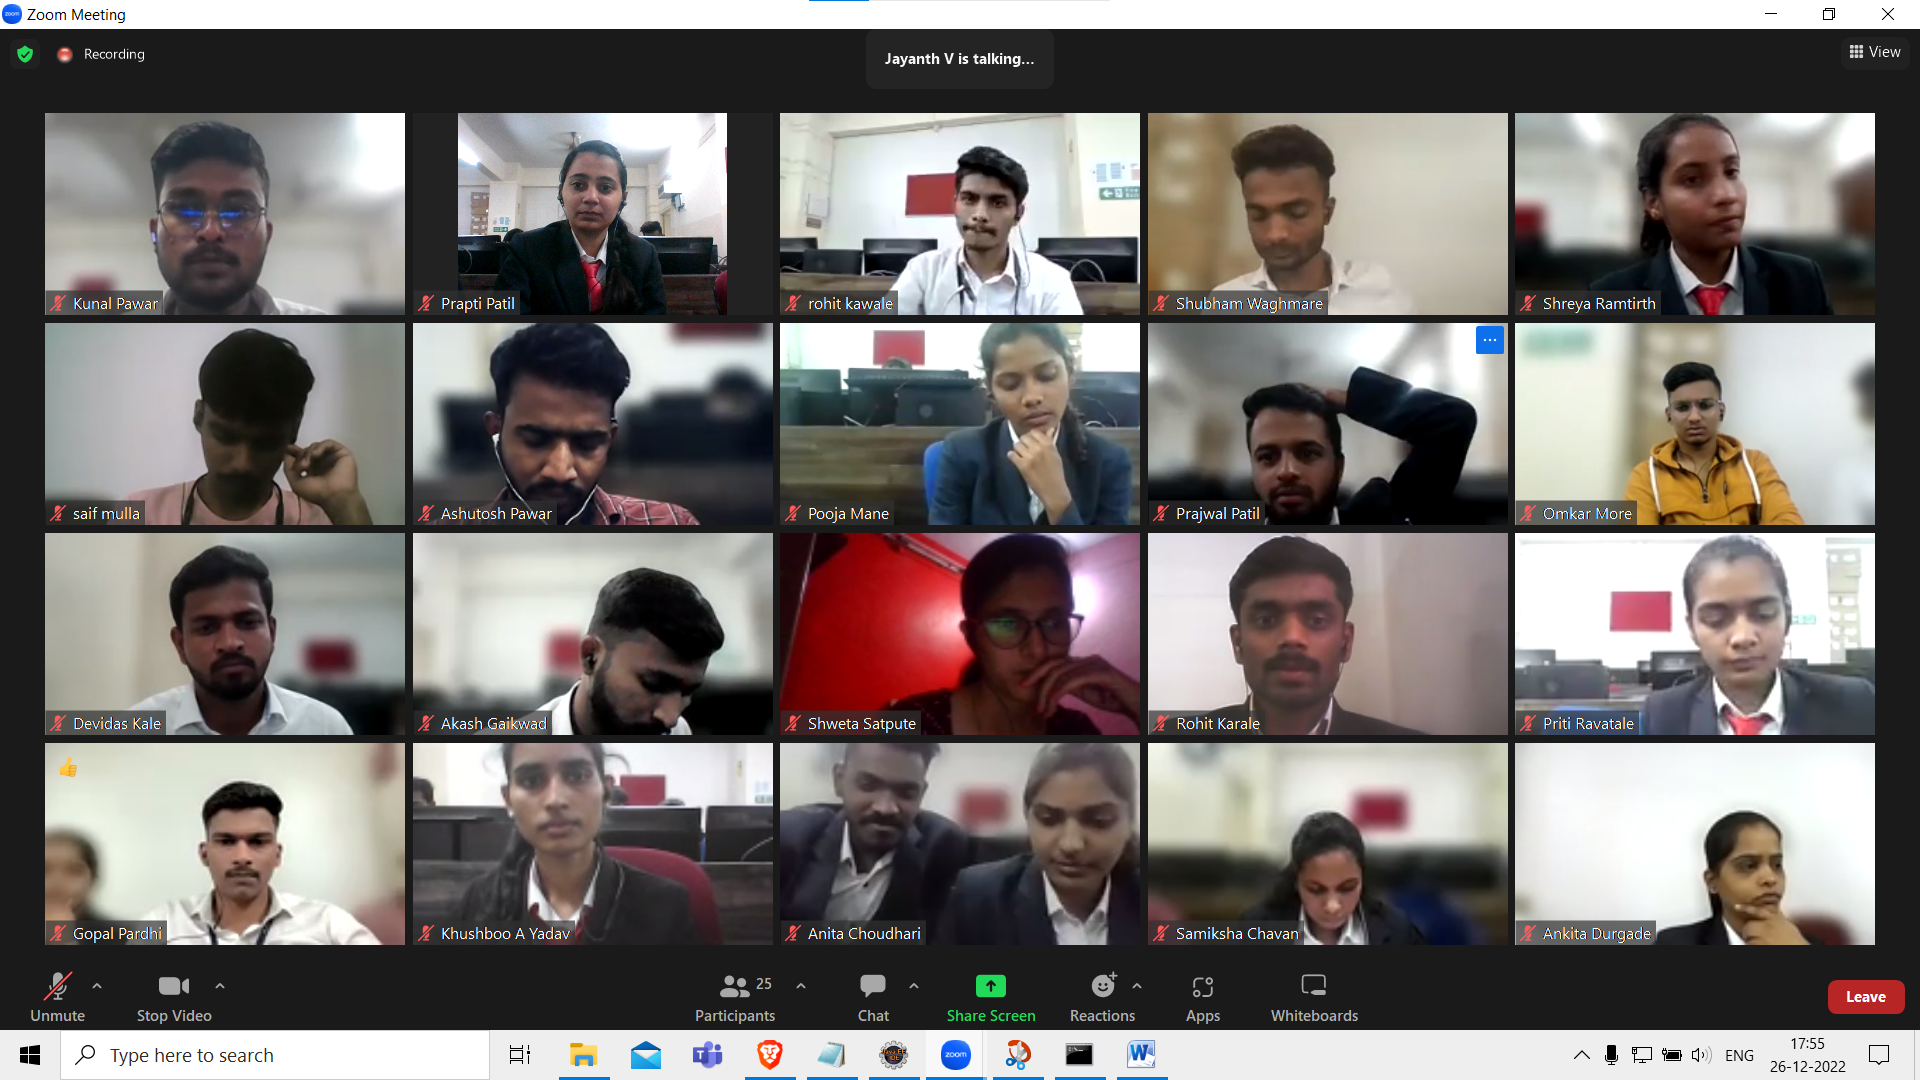 Zoom Meeting
Recording
Jayanth V is talking...
View
Kunal Pawar
Prapti Patil
rohit kawale
Shubham Waghmare
Shreya Ramtirth
saif mulla
Ashutosh Pawar
Pooja Mane
Prajwal Patil
Omkar More
Devidas Kale
Akash Gaikwad
Shweta Satpute
Rohit Karale
Priti Ravatale
Gopal Pardhi
Khushboo A Yadav
Anita Choudhari
Samiksha Chavan
Ankita Durgade
Unmute
Stop Video
25
Participants
Chat
Share Screen
Reactions
Apps
Whiteboards
Leave
Type here to search
zoom
ENG
17:55
26-12-2022